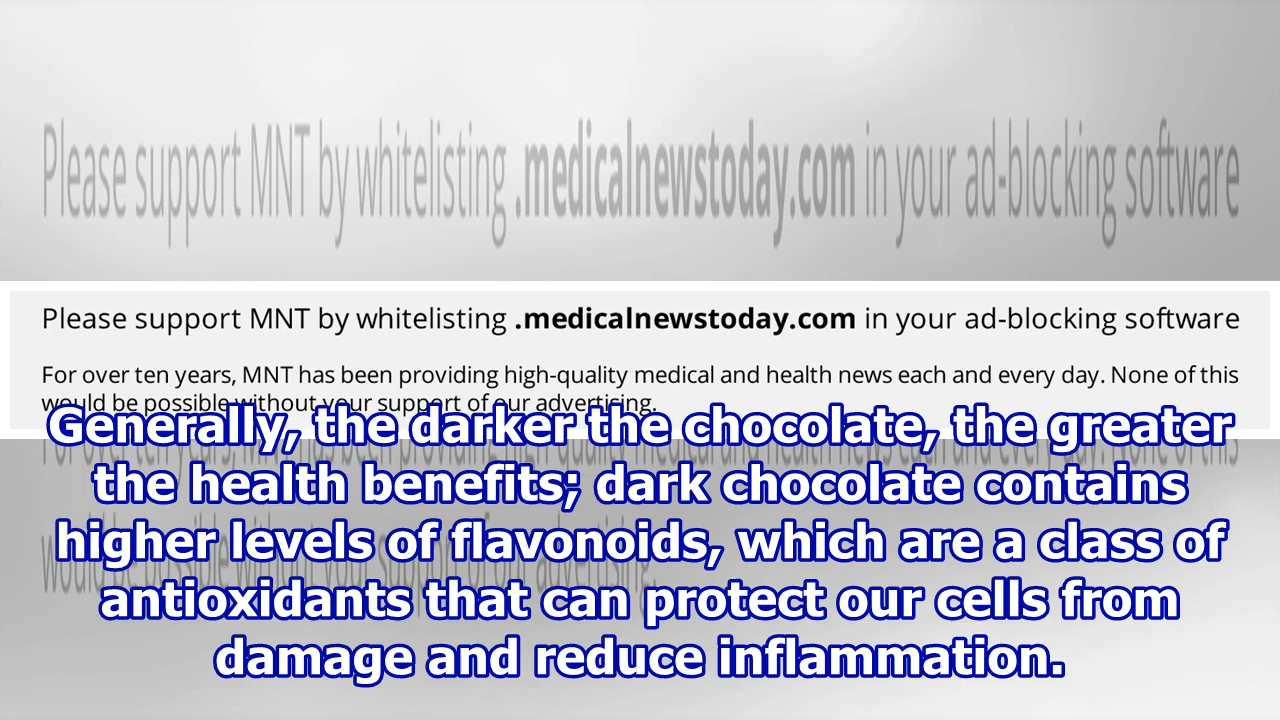 Please support MNT by whitelisting .medicalnewstoday.com in your ad-blocking software
Please support MNT by whitelisting .medicalnewstoday.com in your ad-blocking software
For over ten years, MNT has been providing high-quality medical and health news each and every day. None of this
would be possible without your support of our advertising.
Generally, the darker the chocolate, the greater
the health benefits; dark chocolate contains
higher levels of flavonoids, which are a class of
antioxidants that can protect our cells from
damage and reduce inflammation.